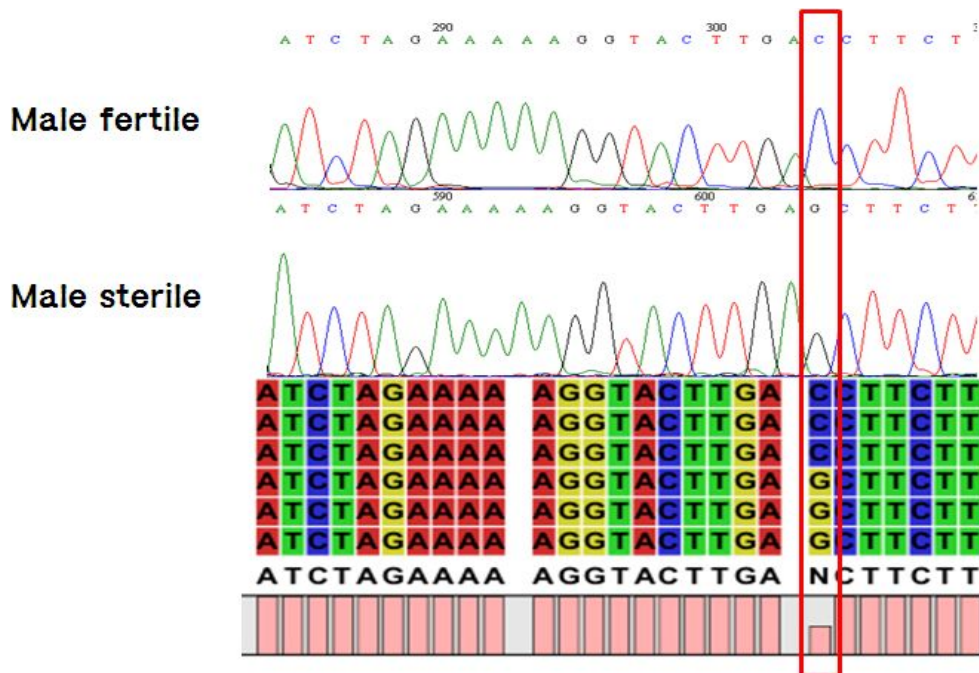 290 300
A T C T A G A A A A A G G T A C T T G A C C T T C T
Male fertile
590 600
A T C T A G A A A A A G G T A C T T G A G C T T C T
Male sterile
ATCTAGAAAA AGGTACTTGA CCTTCTT
ATCTAGAAAA AGGTACTTGA CCTTCTT
ATCTAGAAAA AGGTACTTGA CCTTCTT
ATCTAGAAAA AGGTACTTGA GCTTCTT
ATCTAGAAAA AGGTACTTGA GCTTCTT
ATCTAGAAAA AGGTACTTGA GCTTCTT
ATCTAGAAAA AGGTACTTGA NCTTCTT